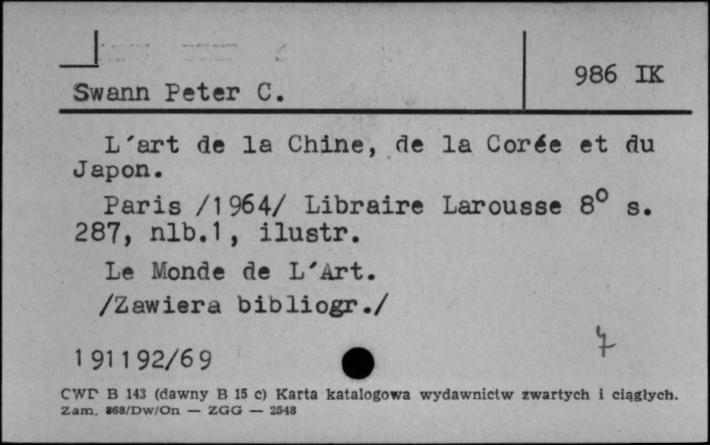 986 IK
Swann Peter C.
L´art de la Chine, de la Corée et du
Japon.
Paris /1964/ Libraire Larousse 8° s.
287, nlb.1, ilustr.
Le Monde de L´Art.
/Zawiera bibliogr./
191192/69
CWD B 143 (dawny B 15 c) Karta katalogowa wydawnictw zwartych i ciągłych.
Zam. 868/Dw/On — ZGG — 2548